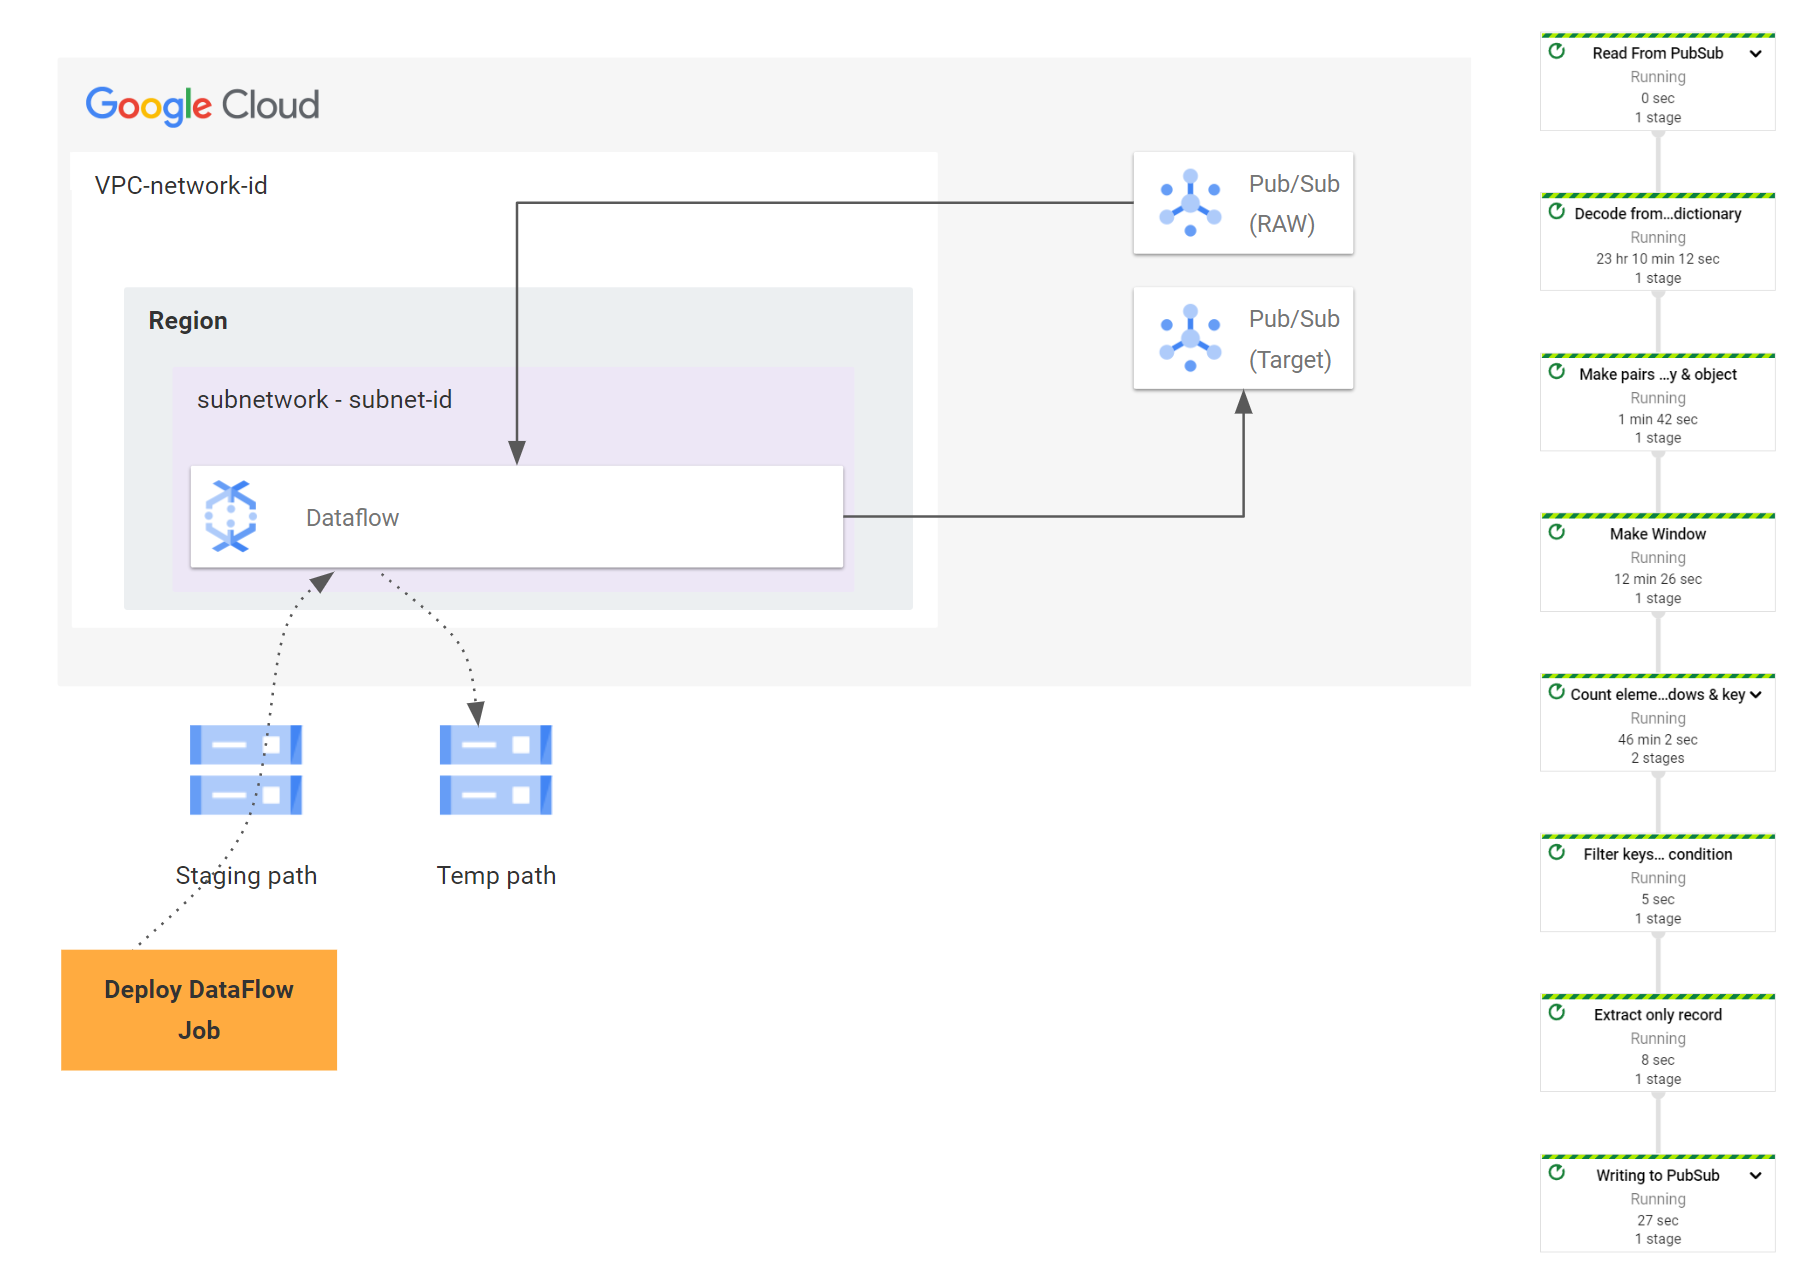 Google Cloud
VPC-network-id
Region
subnetwork - subnet-id
Dataflow
Pub/Sub
(RAW)
Pub/Sub
(Target)
Staging path
Temp path
Deploy DataFlow
Job
Read From PubSub
Running
0 sec
1 stage
Decode from...dictionary
Running
23 hr 10 min 12 sec
1 stage
Make pairs ...y & object
Running
1 min 42 sec
1 stage
Make Window
Running
12 min 26 sec
1 stage
Count eleme...dows & key
Running
46 min 2 sec
2 stages
Filter keys... condition
Running
5 sec
1 stage
Extract only record
Running
8 sec
1 stage
Writing to PubSub
Running
27 sec
1 stage